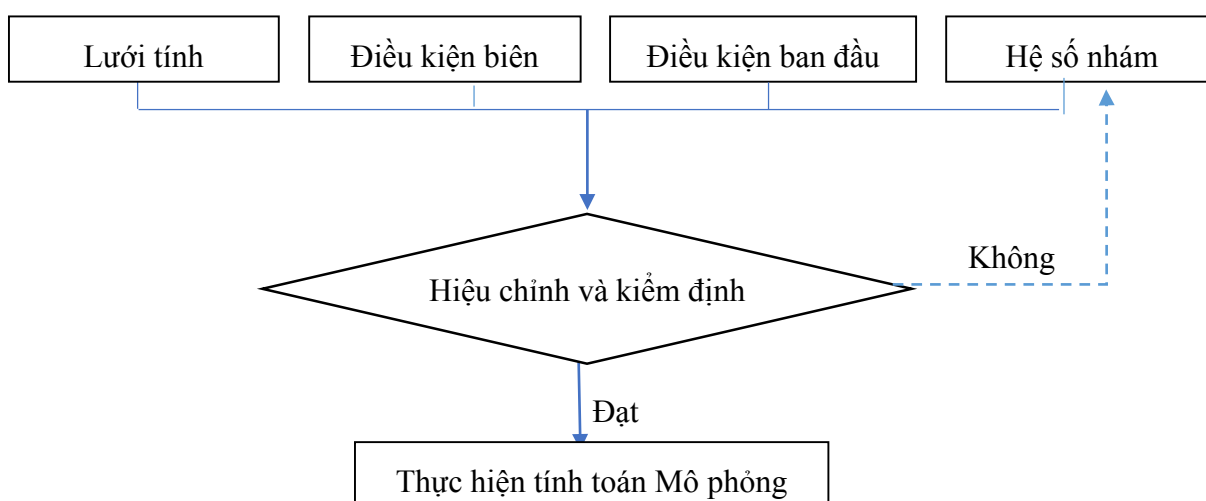 Lưới tính
Điều kiện biên
Điều kiện ban đầu
Hệ số nhám
Không
Hiệu chỉnh và kiểm định
Đạt
Thực hiện tính toán Mô phỏng